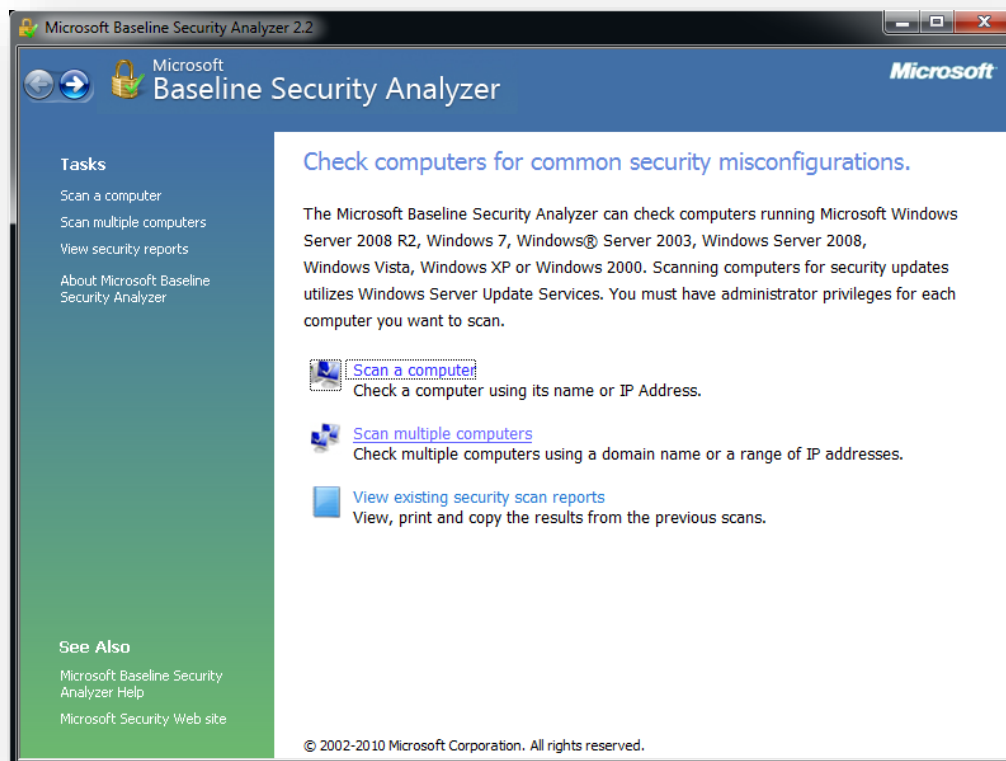 Microsoft Baseline Security Analyzer 2.2
Microsoft
Baseline Security Analyzer
Microsoft
Tasks
Scan a computer
Scan multiple computers
View security reports
About Microsoft Baseline
Security Analyzer
Check computers for common security misconfigurations.
The Microsoft Baseline Security Analyzer can check computers running Microsoft Windows
Server 2008 R2, Windows 7, Windows® Server 2003, Windows Server 2008,
Windows Vista, Windows XP or Windows 2000. Scanning computers for security updates
utilizes Windows Server Update Services. You must have administrator privileges for each
computer you want to scan.
Scan a computer
Check a computer using its name or IP Address.
Scan multiple computers
Check multiple computers using a domain name or a range of IP addresses.
View existing security scan reports
View, print and copy the results from the previous scans.
See Also
Microsoft Baseline Security
Analyzer Help
Microsoft Security Web site
© 2002-2010 Microsoft Corporation. All rights reserved.